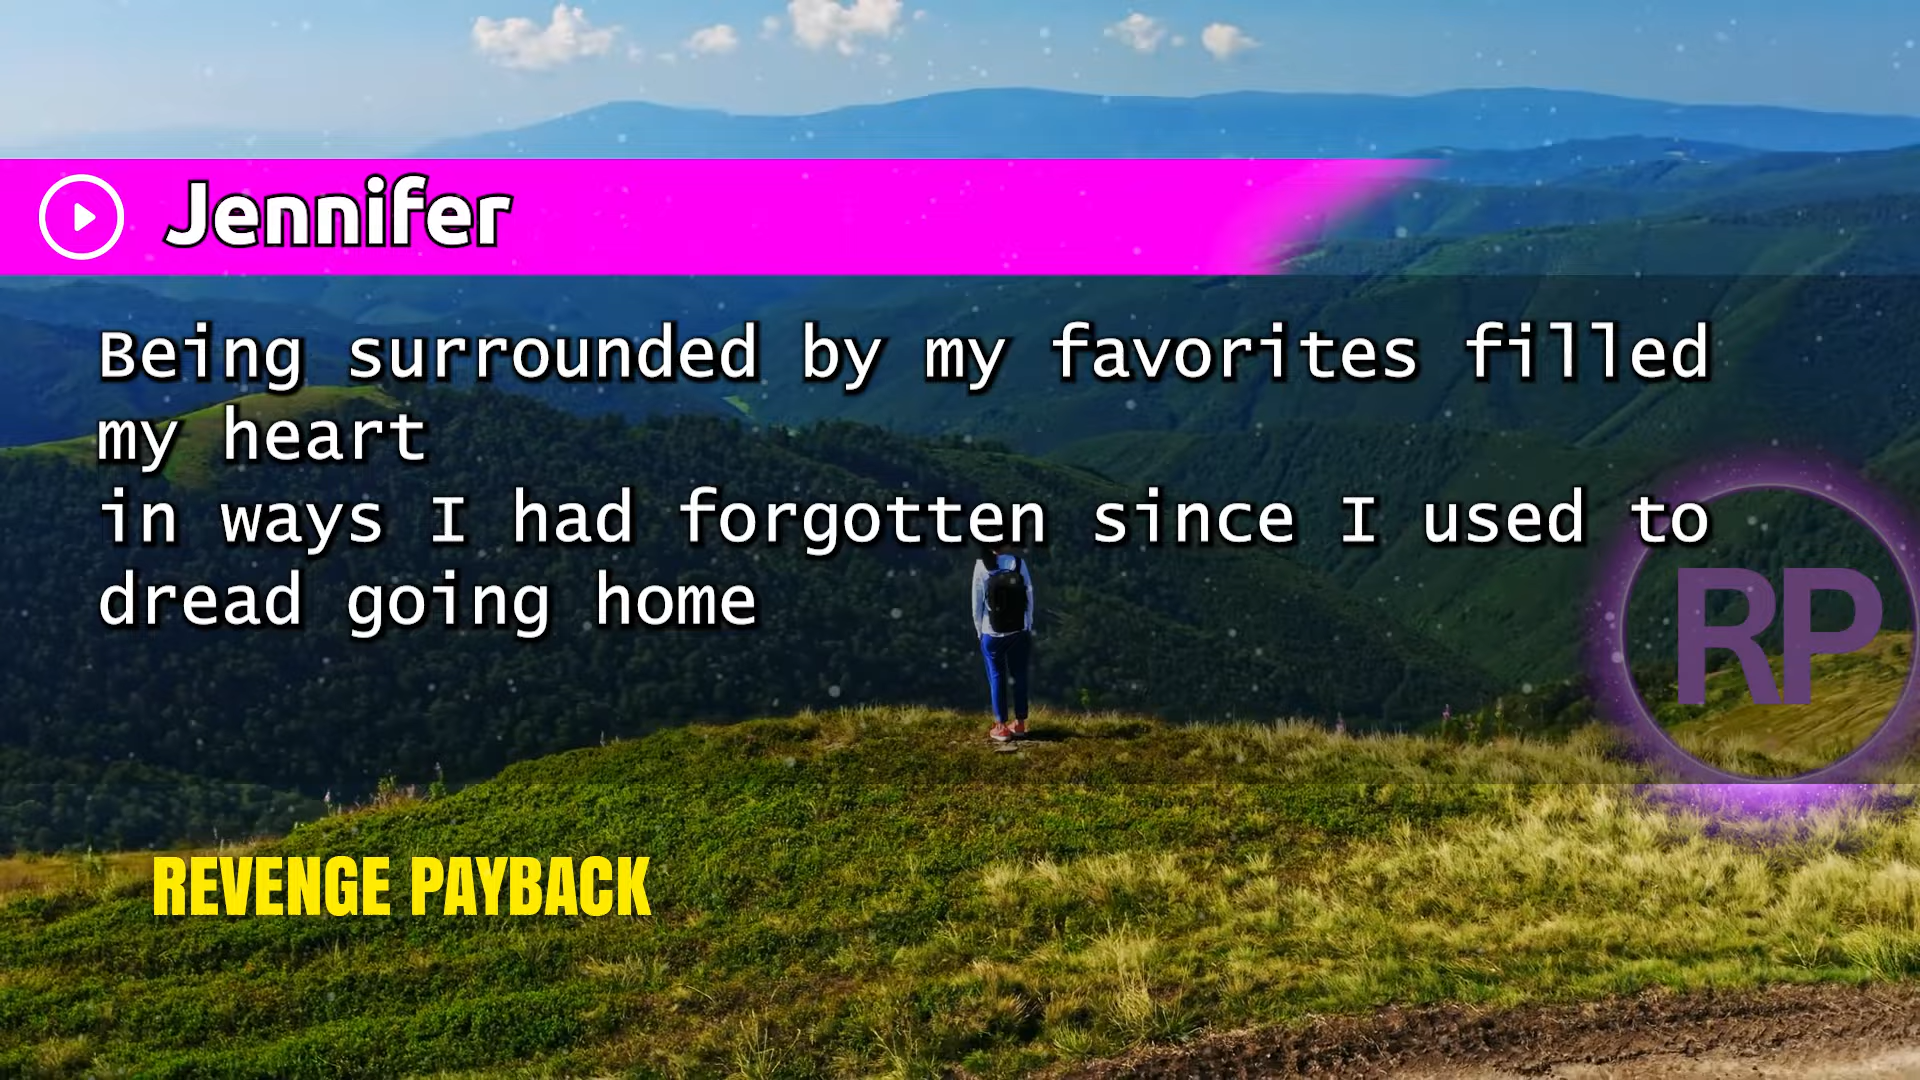 Jennifer
Being surrounded by my favorites filled
my heart
in ways I had forgotten since I used to
dread going home
RP
REVENGE PAYBACK